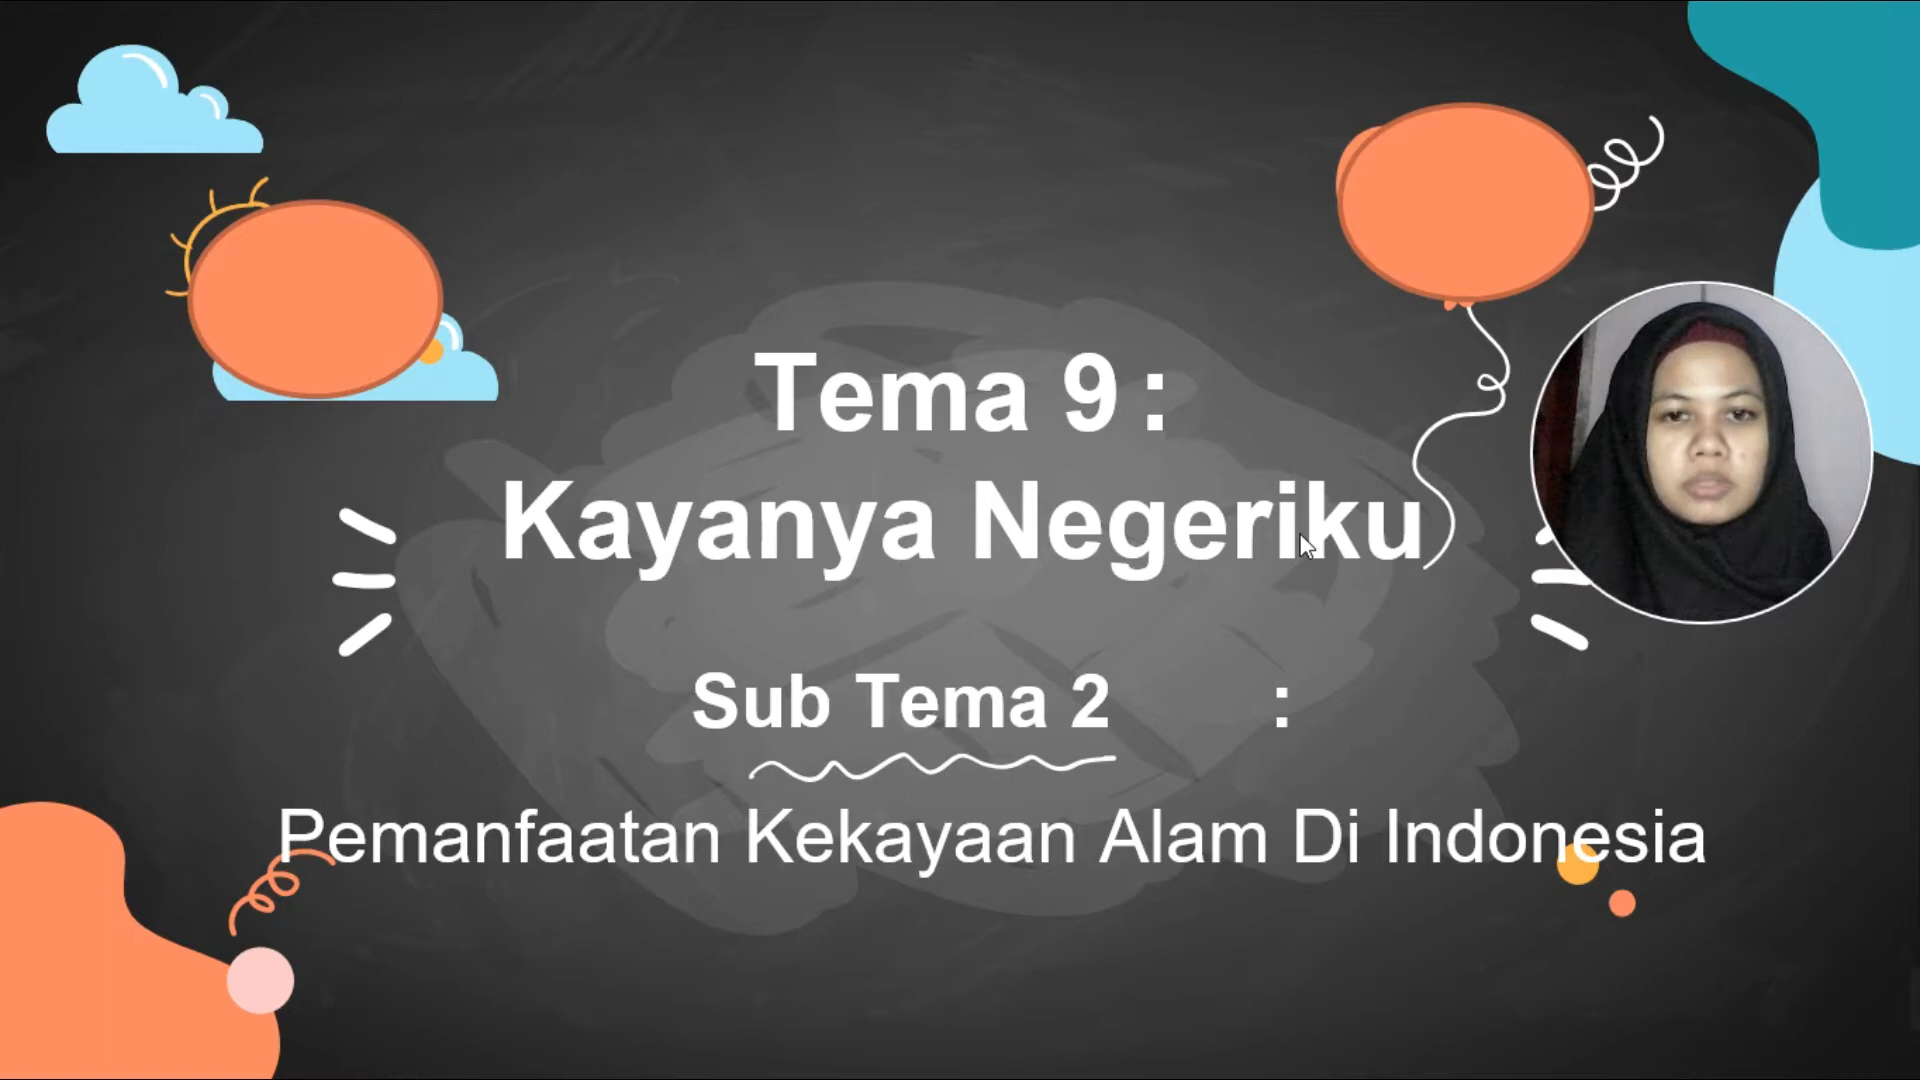 Tema 9 :
Kayanya Negeriku
Sub Tema 2 :
Pemanfaatan Kekayaan Alam Di Indonesia